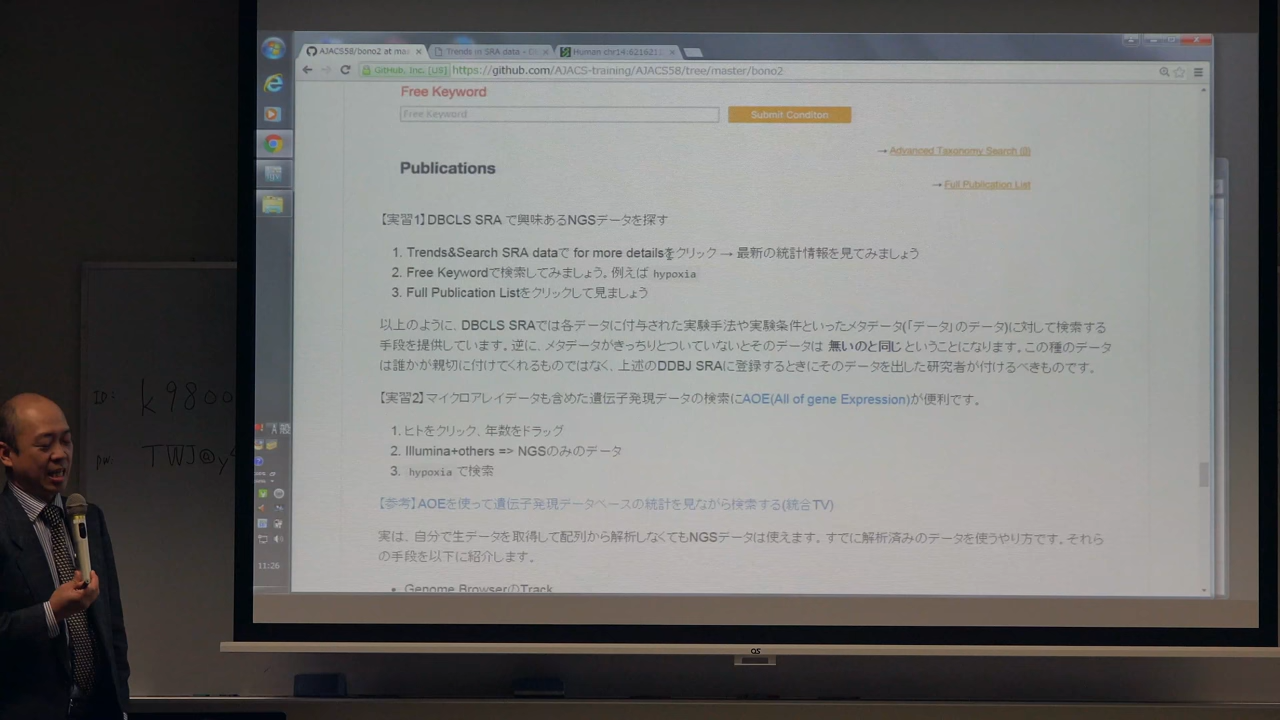 AJACS58/bono2 at mas
Trends in SRA data - D
Human chr14:6216211
GitHub, Inc. [US] https://github.com/AJACS-training/AJACS58/tree/master/bono2
Free Keyword
Free Keyword
Submit Conditon
→ Advanced Taxonomy Search (β)
Publications
→ Full Publication List
【実習1】DBCLS SRA で興味あるNGSデータを探す
1. Trends&Search SRA dataで for more detailsをクリック → 最新の統計情報を見てみましょう
2. Free Keywordで検索してみましょう。例えば hypoxia
3. Full Publication Listをクリックして見ましょう
以上のように、DBCLS SRAでは各データに付与された実験手法や実験条件といったメタデータ(「データ」のデータ)に対して検索する
手段を提供しています。逆に、メタデータがきっちりとついていないとそのデータは 無いのと同じ ということになります。この種のデータ
は誰かが親切に付けてくれるものではなく、上述のDDBJ SRAに登録するときにそのデータを出した研究者が付けるべきものです。
【実習2】マイクロアレイデータも含めた遺伝子発現データの検索にAOE(All of gene Expression)が便利です。
1. ヒトをクリック、年数をドラッグ
2. Illumina+others => NGSのみのデータ
3. hypoxia で検索
【参考】AOEを使って遺伝子発現データベースの統計を見ながら検索する(統合TV)
実は、自分で生データを取得して配列から解析しなくてもNGSデータは使えます。すでに解析済みのデータを使うやり方です。それら
の手段を以下に紹介します。
• Genome BrowserのTrack
A 般
11:26
ID: k9800
PW: TWJ@y
OS